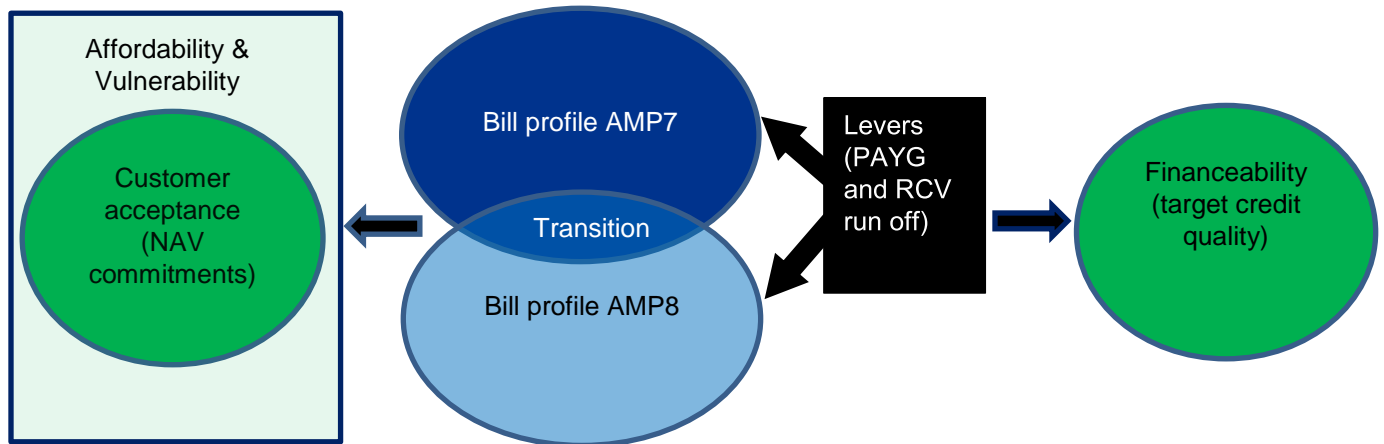 Affordability &
Vulnerability
Customer
acceptance
(NAV
commitments)
Bill profile AMP7
Transition
Bill profile AMP8
Levers
(PAYG
and RCV
run off)
Financeability
(target credit
quality)